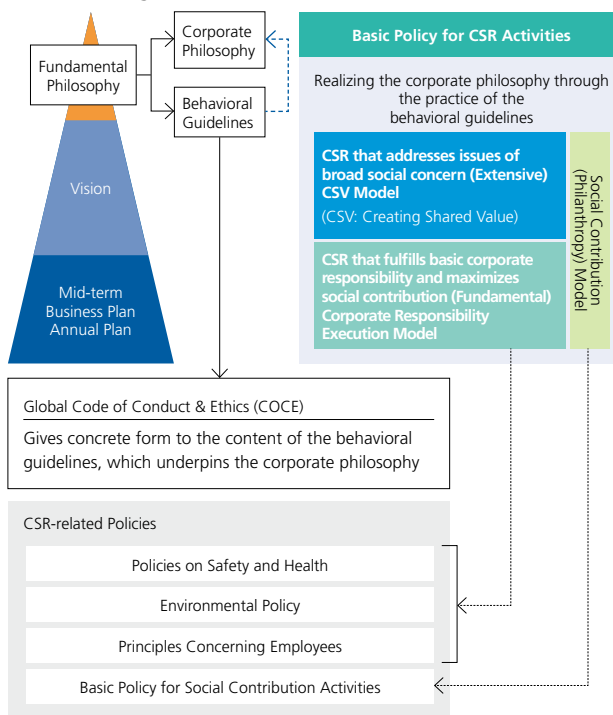 Fundamental
Philosophy
Corporate
Philosophy
Behavioral
Guidelines
Vision
Mid-term
Business Plan
Annual Plan
Basic Policy for CSR Activities
Realizing the corporate philosophy through
the practice of the
behavioral guidelines
CSR that addresses issues of
broad social concern (Extensive)
CSV Model
(CSV: Creating Shared Value)
CSR that fulfills basic corporate
responsibility and maximizes
social contribution (Fundamental)
Corporate Responsibility
Execution Model
Social Contribution
(Philanthropy) Model
Global Code of Conduct & Ethics (COCE)
Gives concrete form to the content of the behavioral
guidelines, which underpins the corporate philosophy
CSR-related Policies
Policies on Safety and Health
Environmental Policy
Principles Concerning Employees
Basic Policy for Social Contribution Activities